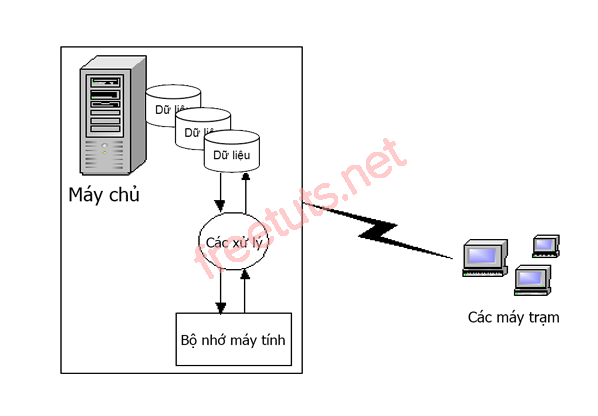 Dữ liệu
Dữ liệu
Dữ liệu
Máy chủ
Các xử lý
Bộ nhớ máy tính
Các máy trạm
freetuts.net